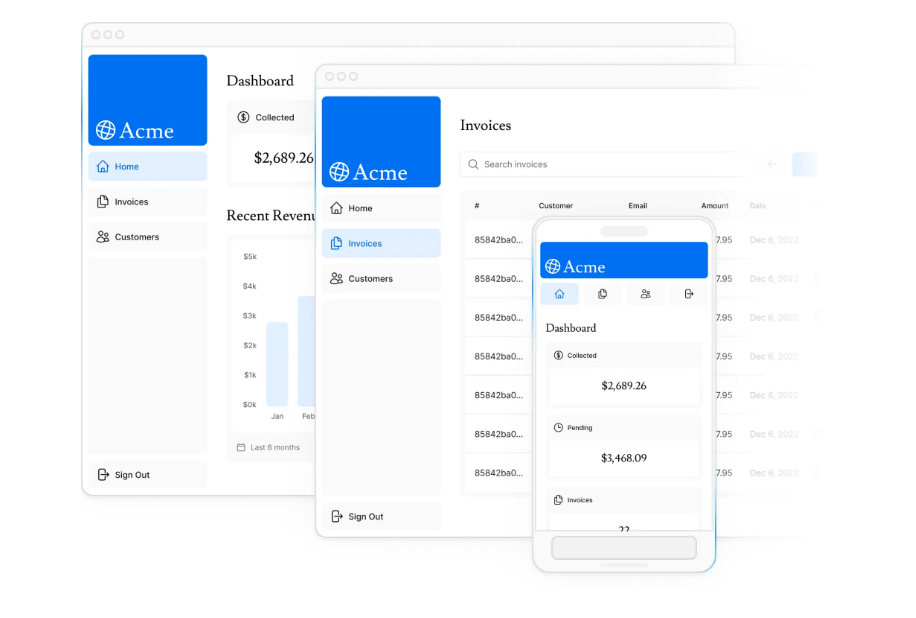 Acme
Home
Invoices
Customers
Sign Out
Dashboard
Collected
$2,689.26
Recent Revenu
$5k
$4k
$3k
$2k
$1k
$0k
Jan Feb
Last 6 months
Acme
Home
Invoices
Customers
Sign Out
Invoices
Search invoices
# Customer Email Amount Date
85842ba0... 7.95 Dec 6, 2022
85842ba0... 7.95 Dec 6, 2022
85842ba0... 7.95 Dec 6, 2022
85842ba0... 7.95 Dec 6, 2022
85842ba0... 7.95 Dec 6, 2022
85842ba0... 7.95 Dec 6, 2022
85842ba0... 7.95 Dec 6, 2022
Acme
Dashboard
Collected
$2,689.26
Pending
$3,468.09
Invoices
22